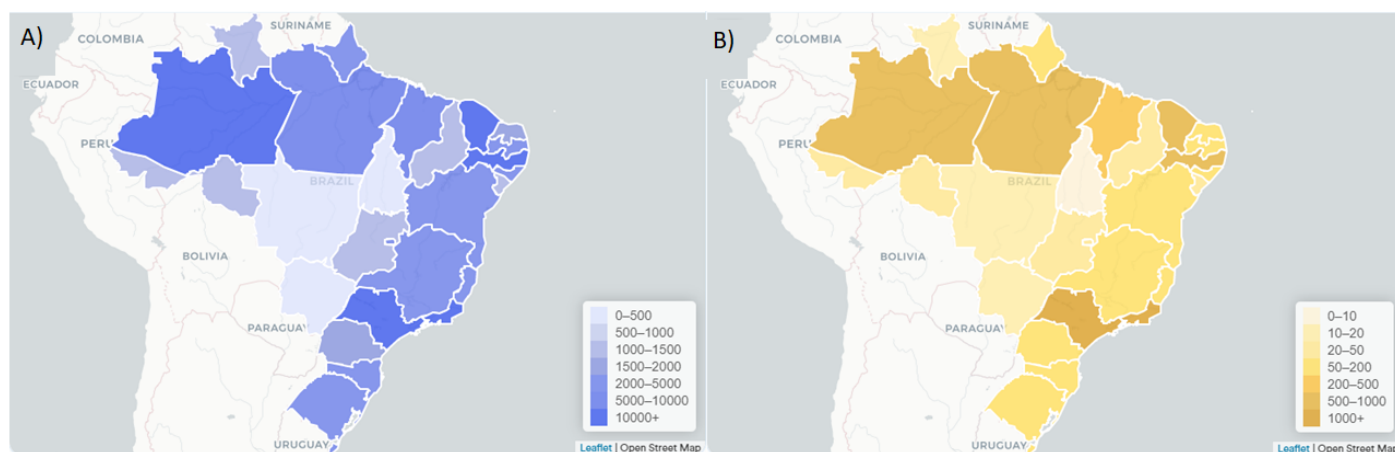 A)
SURINAME
COLOMBIA
ECUADOR
PERU
BRAZIL
BOLIVIA
PARAGUAY
URUGUAY
0–500
500–1000
1000–1500
1500–2000
2000–5000
5000–10000
10000+
Leaflet | Open Street Map
B)
SURINAME
COLOMBIA
ECUADOR
PERU
BRAZIL
BOLIVIA
PARAGUAY
URUGUAY
0–10
10–20
20–50
50–200
200–500
500–1000
1000+
Leaflet | Open Street Map